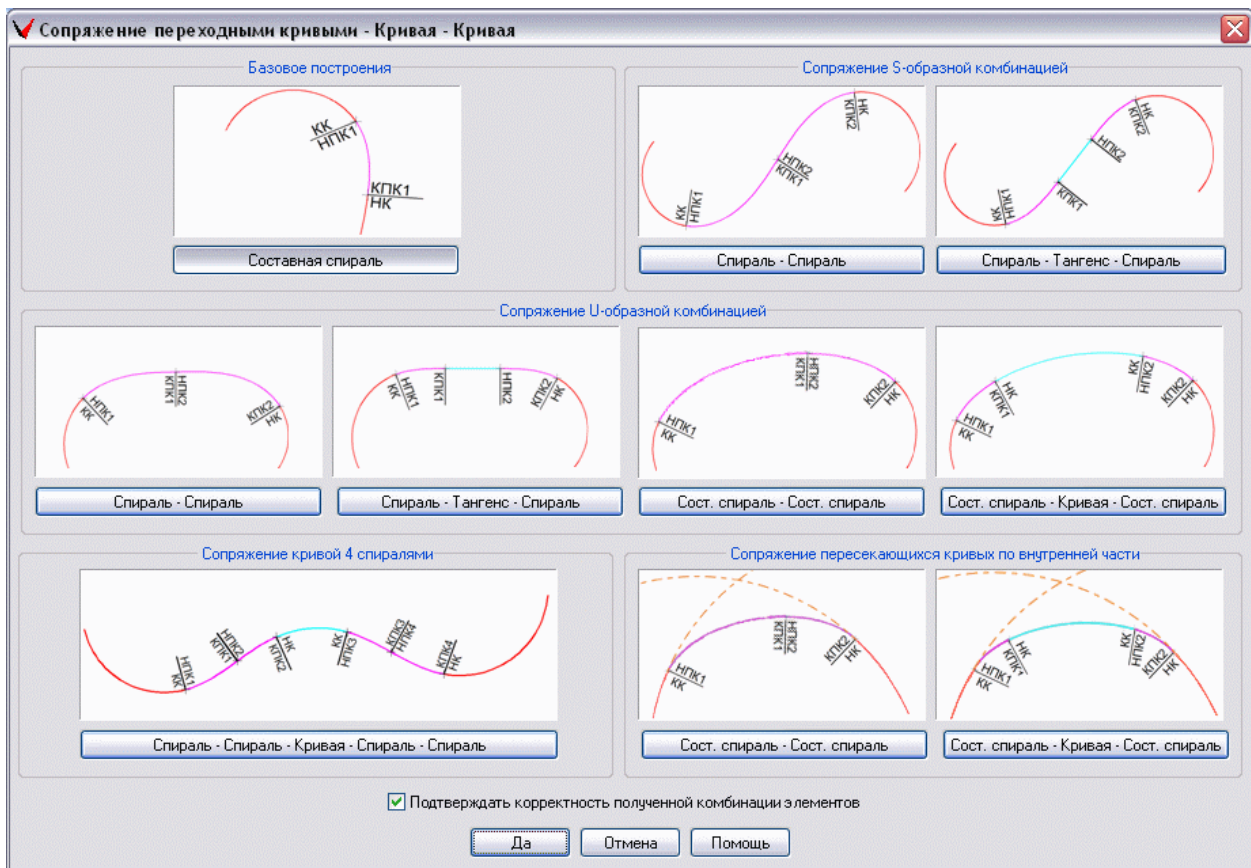 Сопряжение переходными кривыми - Кривая - Кривая
Базовое построения
КК
НПК1
КПК1
НК
Составная спираль
Сопряжение S-образной комбинацией
КК
НПК1
НПК2
КПК1
НК
КПК2
Спираль - Спираль
КК
НПК1
КПК1
НПК2
НК
КПК2
Спираль - Тангенс - Спираль
Сопряжение U-образной комбинацией
НПК1
КК
КПК1
НПК2
КПК2
НК
Спираль - Спираль
НПК1
КК
КПК1
НПК2
КПК2
НК
Спираль - Тангенс - Спираль
НПК1
КК
КПК1
НПК2
КПК2
НК
Сост. спираль - Сост. спираль
НПК1
КК
НК
КПК1
КК
НПК2
КПК2
НК
Сост. спираль - Кривая - Сост. спираль
Сопряжение кривой 4 спиралями
НПК1
КК
НПК2
КПК1
НК
КПК2
КК
НПК3
КПК3
НПК4
КПК4
НК
Спираль - Спираль - Кривая - Спираль - Спираль
Сопряжение пересекающихся кривых по внутренней части
НПК1
КК
КПК1
НПК2
КПК2
НК
Сост. спираль - Сост. спираль
НПК1
КК
НК
КПК1
КК
НПК2
КПК2
НК
Сост. спираль - Кривая - Сост. спираль
Подтверждать корректность полученной комбинации элементов
Да
Отмена
Помощь